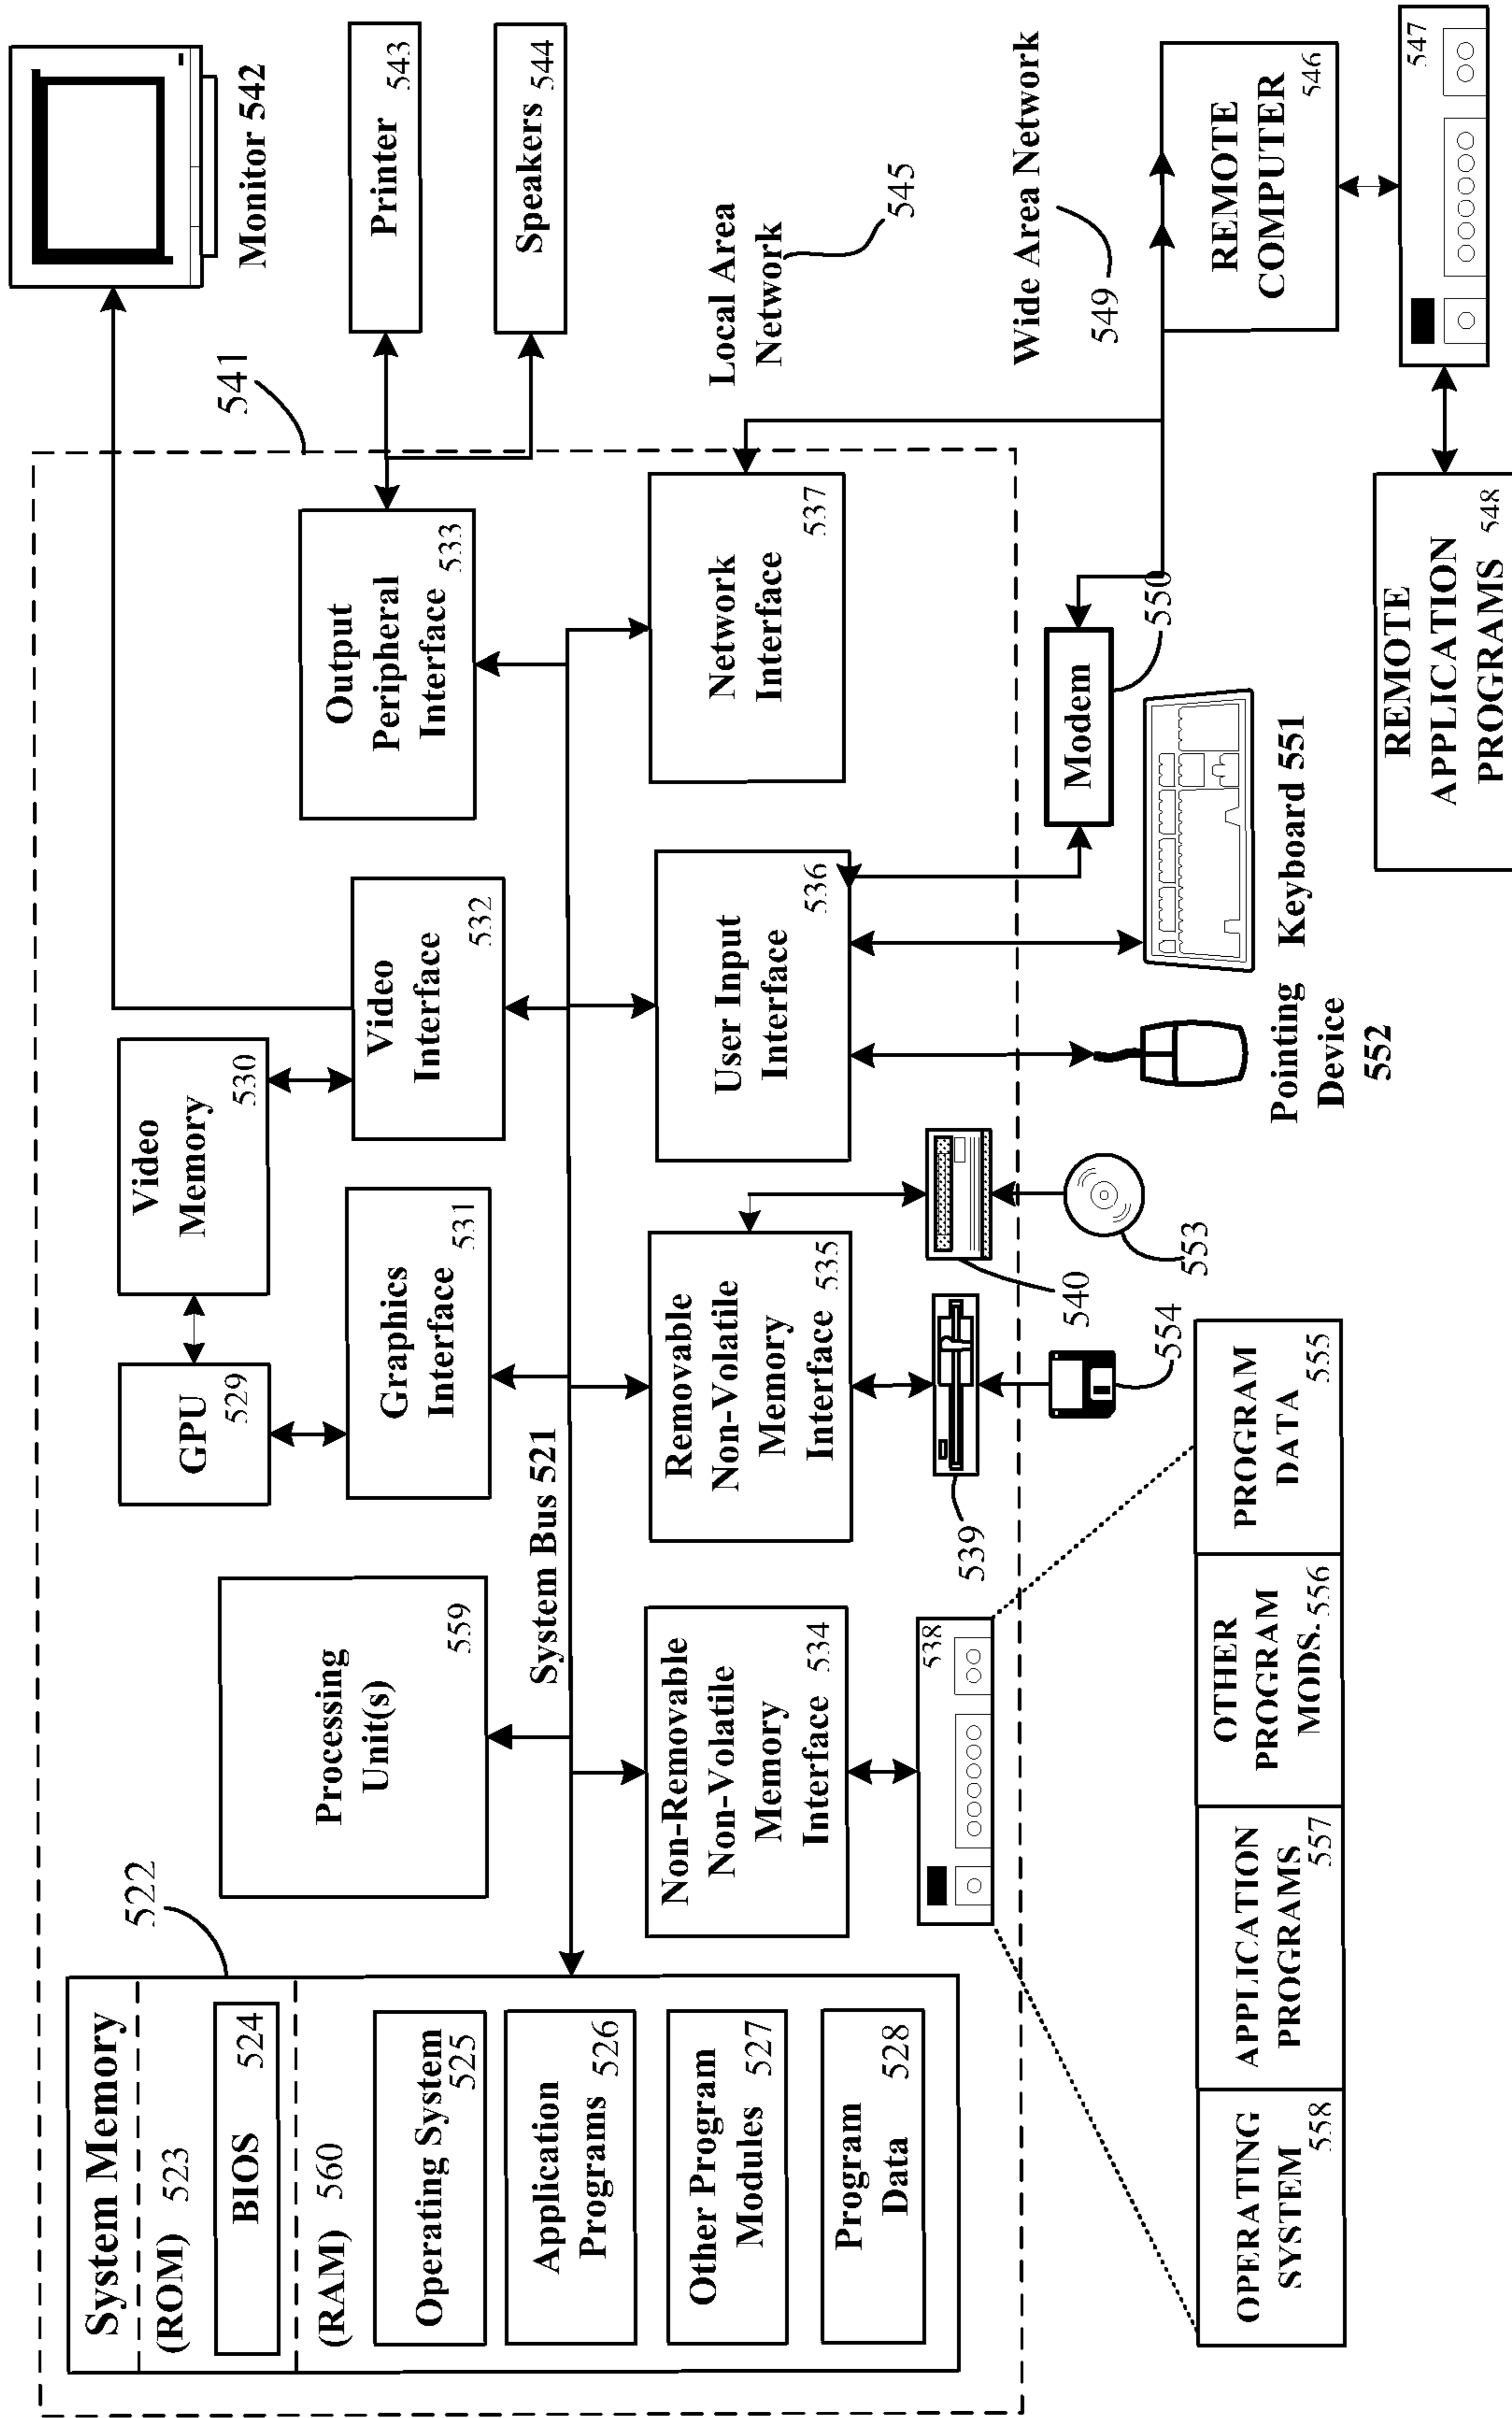 System Memory
(ROM) 523
BIOS 524
(RAM) 560
Operating System
525
Application
Programs 526
Other Program
Modules 527
Program
Data 528
522
Processing
Unit(s)
559
System Bus 521
GPU
529
Video
Memory
530
Graphics
Interface
531
Video
Interface
532
Output
Peripheral
Interface 533
541
Monitor 542
Printer 543
Speakers 544
Non-Removable
Non-Volatile
Memory
Interface 534
Removable
Non-Volatile
Memory
Interface 535
User Input
Interface
536
Network
Interface
537
Local Area
Network
545
538
539
540
554
553
Pointing
Device
552
Keyboard 551
Modem
550
Wide Area Network
549
REMOTE
COMPUTER
546
547
REMOTE
APPLICATION
PROGRAMS 548
OPERATING
SYSTEM
558
APPLICATION
PROGRAMS
557
OTHER
PROGRAM
MODS. 556
PROGRAM
DATA
555